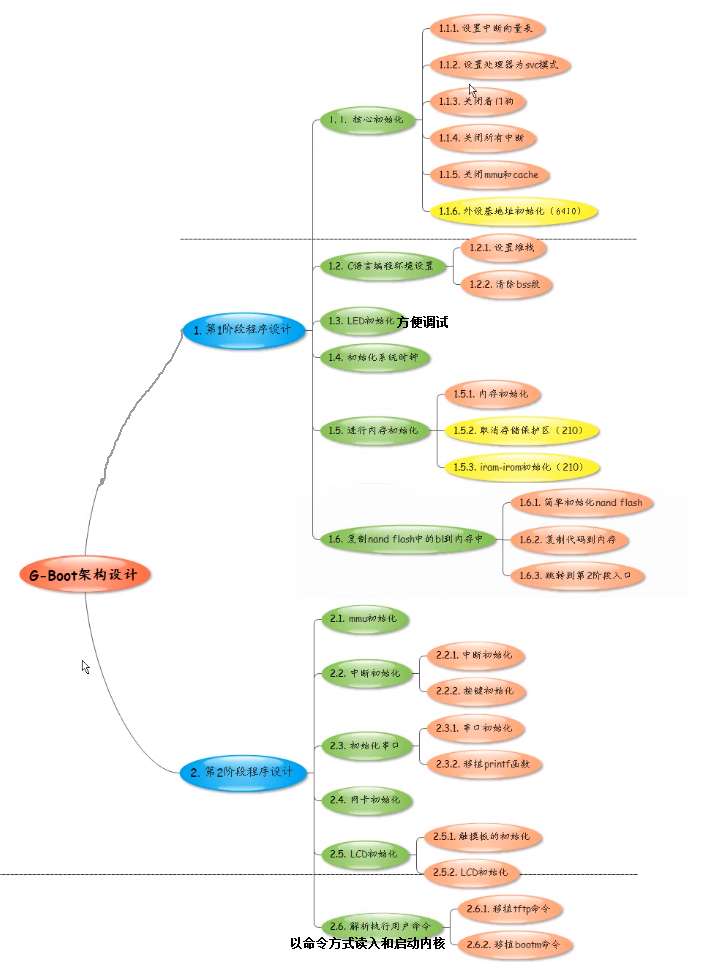 G-Boot架构设计
1. 第1阶段程序设计
1.1. 核心初始化
1.1.1. 设置中断向量表
1.1.2. 设置处理器为svc模式
1.1.3. 关闭看门狗
1.1.4. 关闭所有中断
1.1.5. 关闭mmu和cache
1.1.6. 外设基地址初始化（6410）
1.2. C语言编程环境设置
1.2.1. 设置堆栈
1.2.2. 清除bss段
1.3. LED初始化 方便调试
1.4. 初始化系统时钟
1.5. 进行内存初始化
1.5.1. 内存初始化
1.5.2. 取消存储保护区（210）
1.5.3. iram-irom初始化（210）
1.6. 复制nand flash中的bl到内存中
1.6.1. 简单初始化nand flash
1.6.2. 复制代码到内存
1.6.3. 跳转到第2阶段入口
2. 第2阶段程序设计
2.1. mmu初始化
2.2. 中断初始化
2.2.1. 中断初始化
2.2.2. 按键初始化
2.3. 初始化串口
2.3.1. 串口初始化
2.3.2. 移植printf函数
2.4. 网卡初始化
2.5. LCD初始化
2.5.1. 触摸板的初始化
2.5.2. LCD初始化
2.6. 解析执行用户命令
以命令方式读入和启动内核
2.6.1. 移植tftp命令
2.6.2. 移植bootm命令